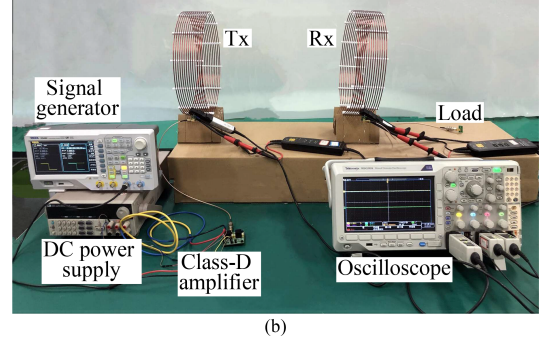 Tx
Rx
Signal
generator
Load
DC power
supply
Class-D
amplifier
Oscilloscope
(b)